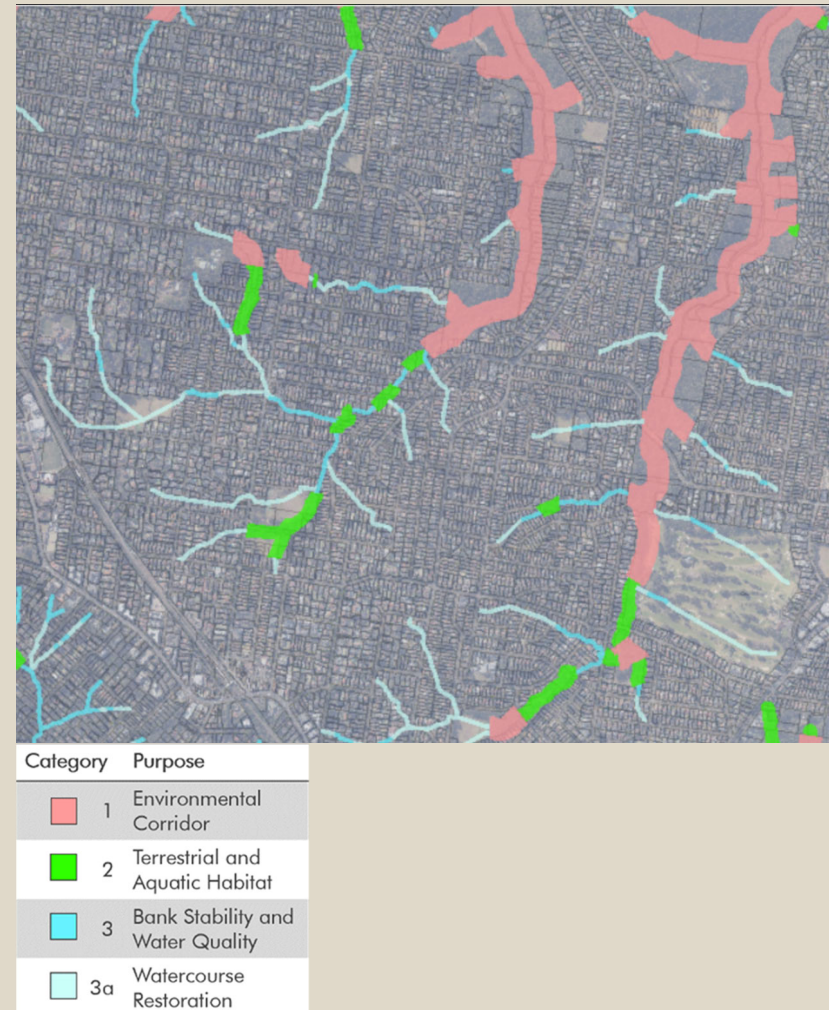 Category Purpose
1 Environmental
Corridor
2 Terrestrial and
Aquatic Habitat
3 Bank Stability and
Water Quality
3a Watercourse
Restoration